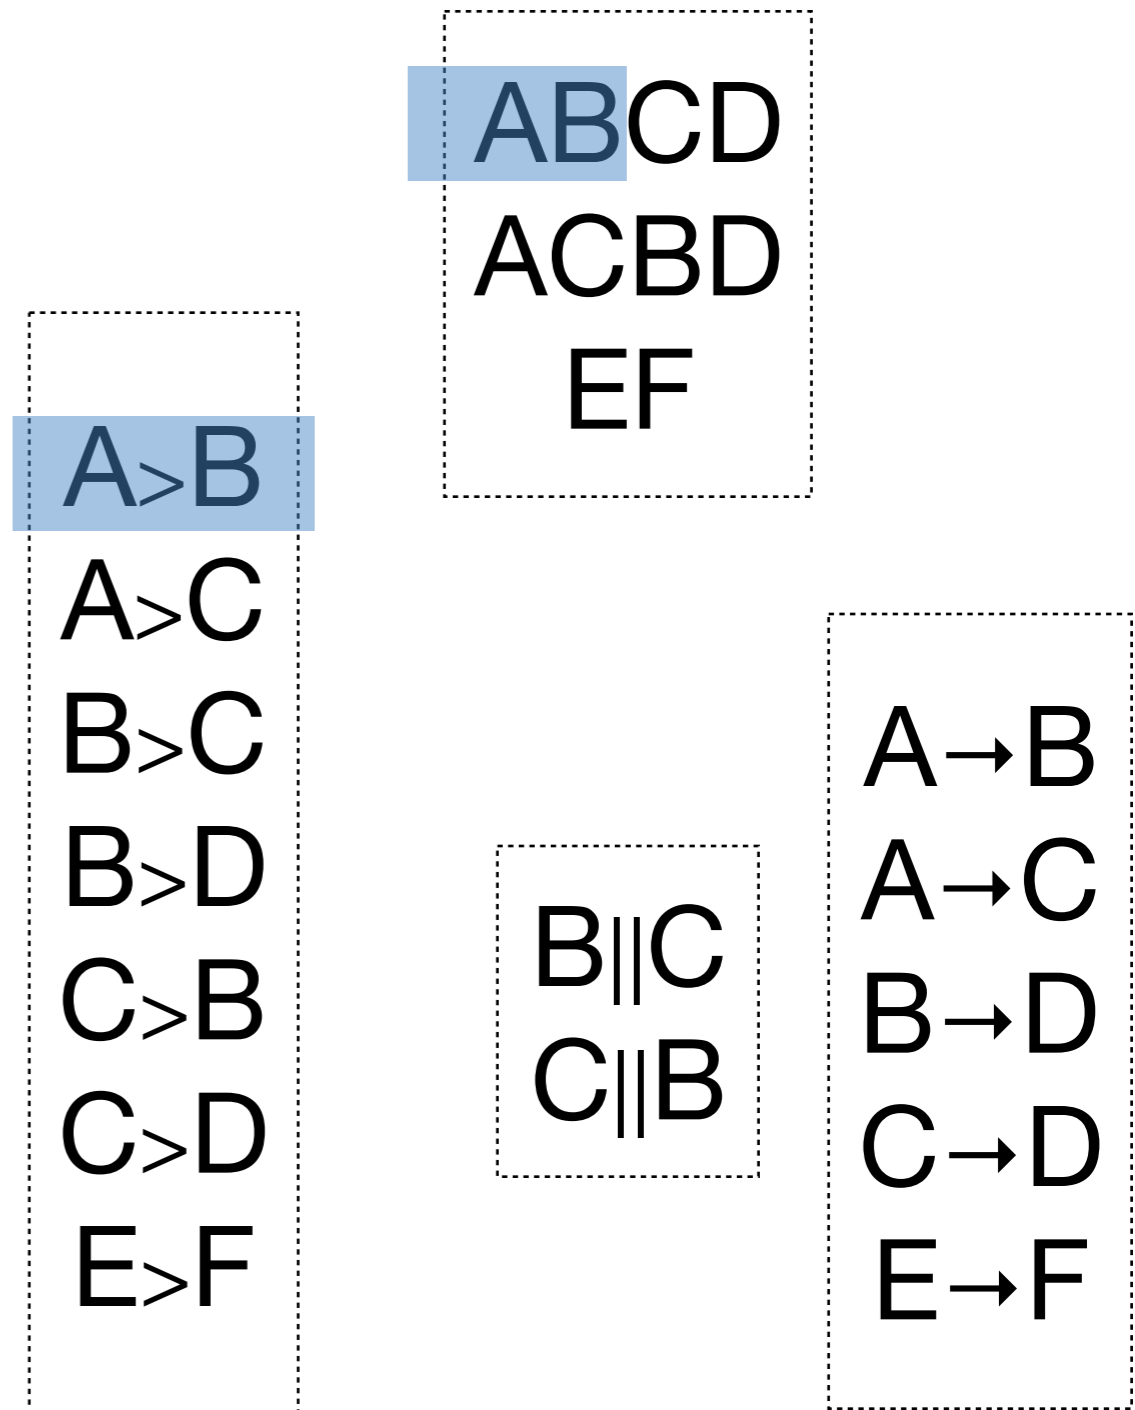 ABCD
ACBD
EF
A>B
A>C
B>C
B>D
C>B
C>D
E>F
B||C
C||B
A→B
A→C
B→D
C→D
E→F